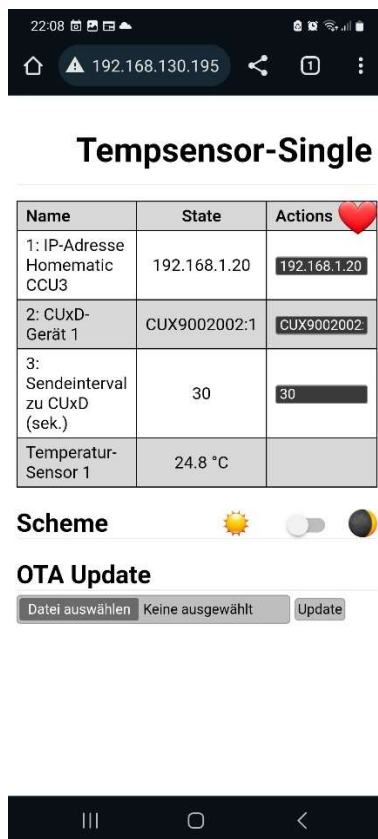 22:08
192.168.130.195
1
Tempsensor-Single
Name State Actions
1: IP-Adresse
Homematic
CCU3
192.168.1.20
192.168.1.20
2: CUxD-
Gerät 1
CUX9002002:1
CUX9002002:
3:
Sendeinterval
zu CUxD
(sek.)
30
30
Temperatur-
Sensor 1
24.8 °C
Scheme
OTA Update
Datei auswählen Keine ausgewählt Update